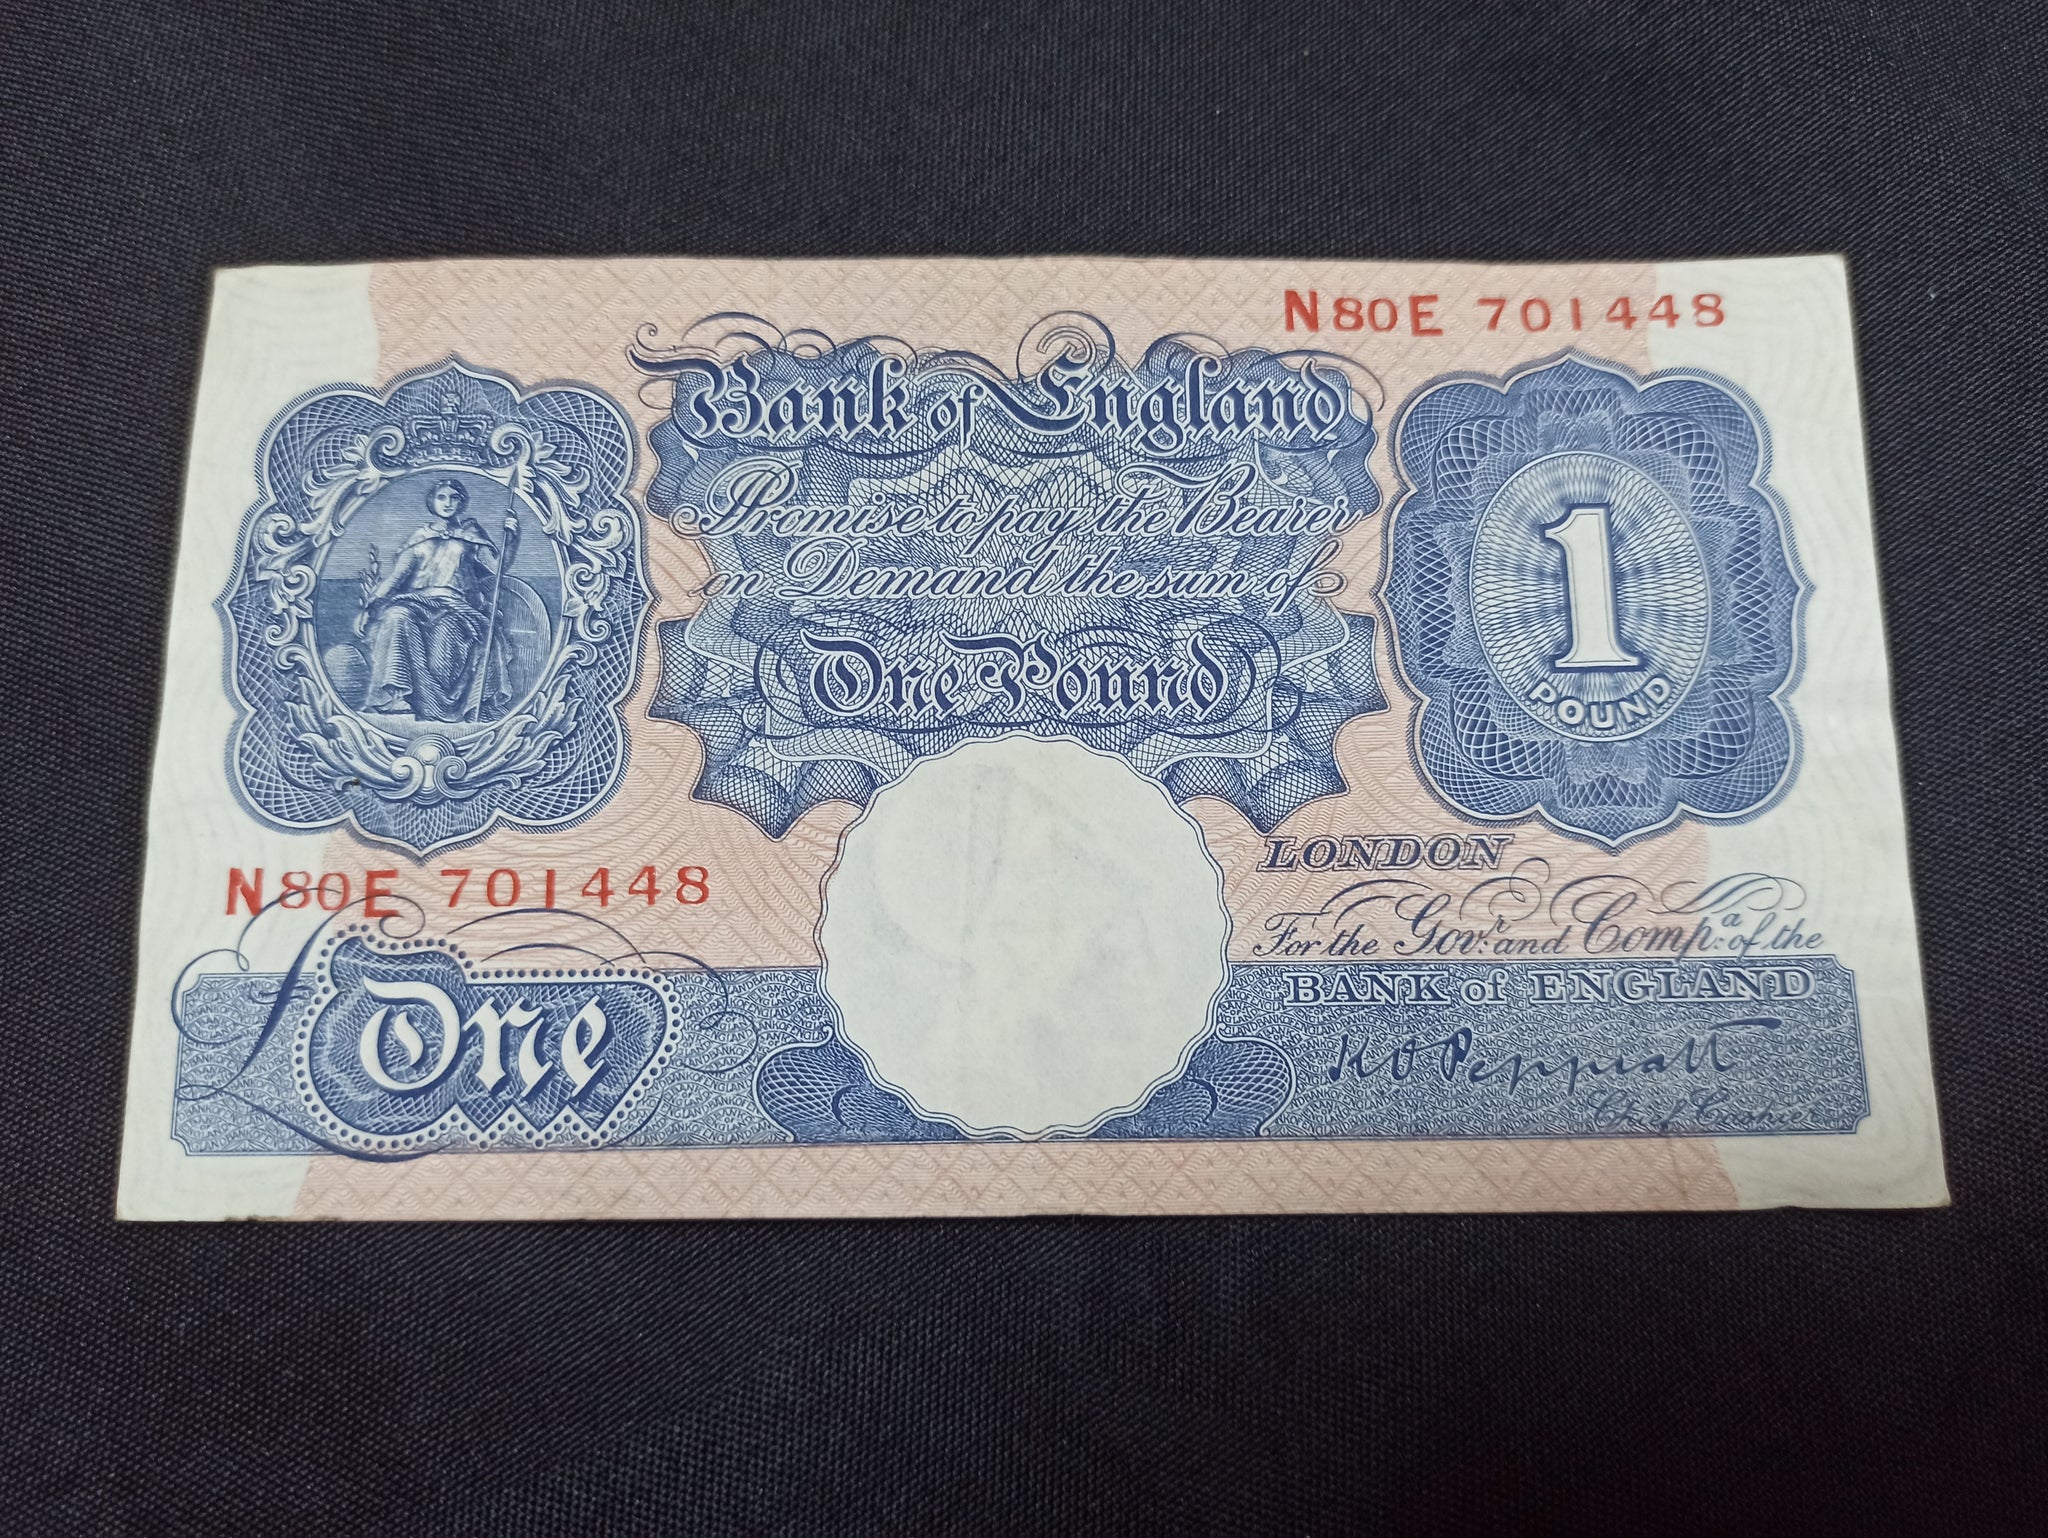 N80E 701448
Bank of England
Promise to pay the Bearer
on Demand the sum of
One Pound
1
POUND
N80E 701448
LONDON
For the Govr. and Compa. of the
BANK of ENGLAND
£One
K O Peppiatt
Chief Cashier